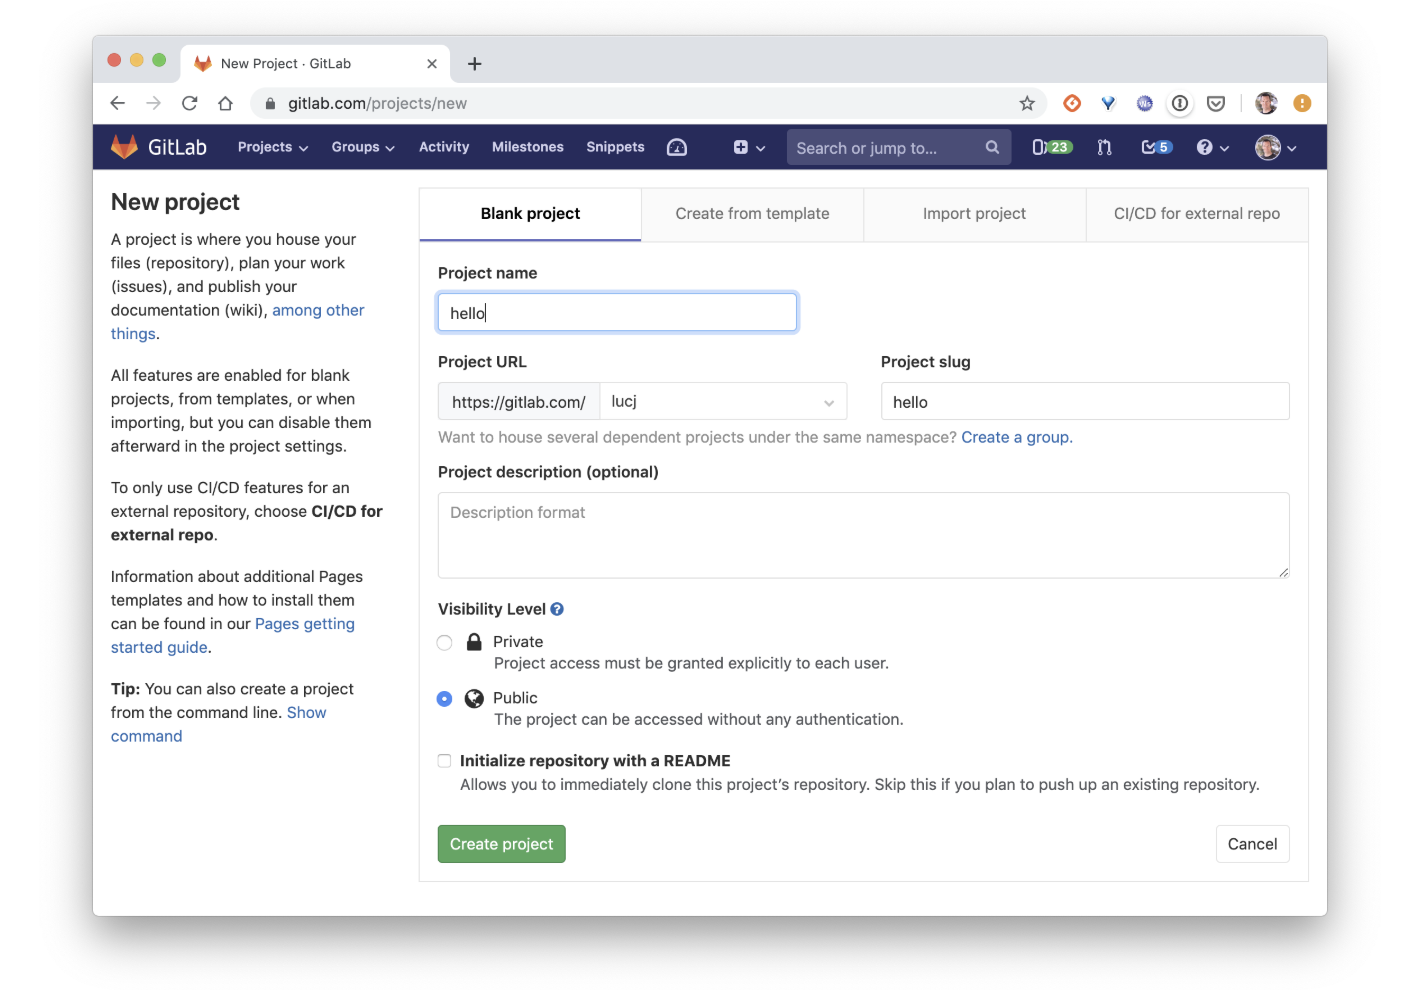 New Project · GitLab
gitlab.com/projects/new
GitLab Projects Groups Activity Milestones Snippets Search or jump to... 23 5
New project
A project is where you house your
files (repository), plan your work
(issues), and publish your
documentation (wiki), among other
things.
All features are enabled for blank
projects, from templates, or when
importing, but you can disable them
afterward in the project settings.
To only use CI/CD features for an
external repository, choose CI/CD for
external repo.
Information about additional Pages
templates and how to install them
can be found in our Pages getting
started guide.
Tip: You can also create a project
from the command line. Show
command
Blank project Create from template Import project CI/CD for external repo
Project name
hello
Project URL Project slug
https://gitlab.com/ lucj hello
Want to house several dependent projects under the same namespace? Create a group.
Project description (optional)
Description format
Visibility Level
Private
Project access must be granted explicitly to each user.
Public
The project can be accessed without any authentication.
Initialize repository with a README
Allows you to immediately clone this project’s repository. Skip this if you plan to push up an existing repository.
Create project Cancel